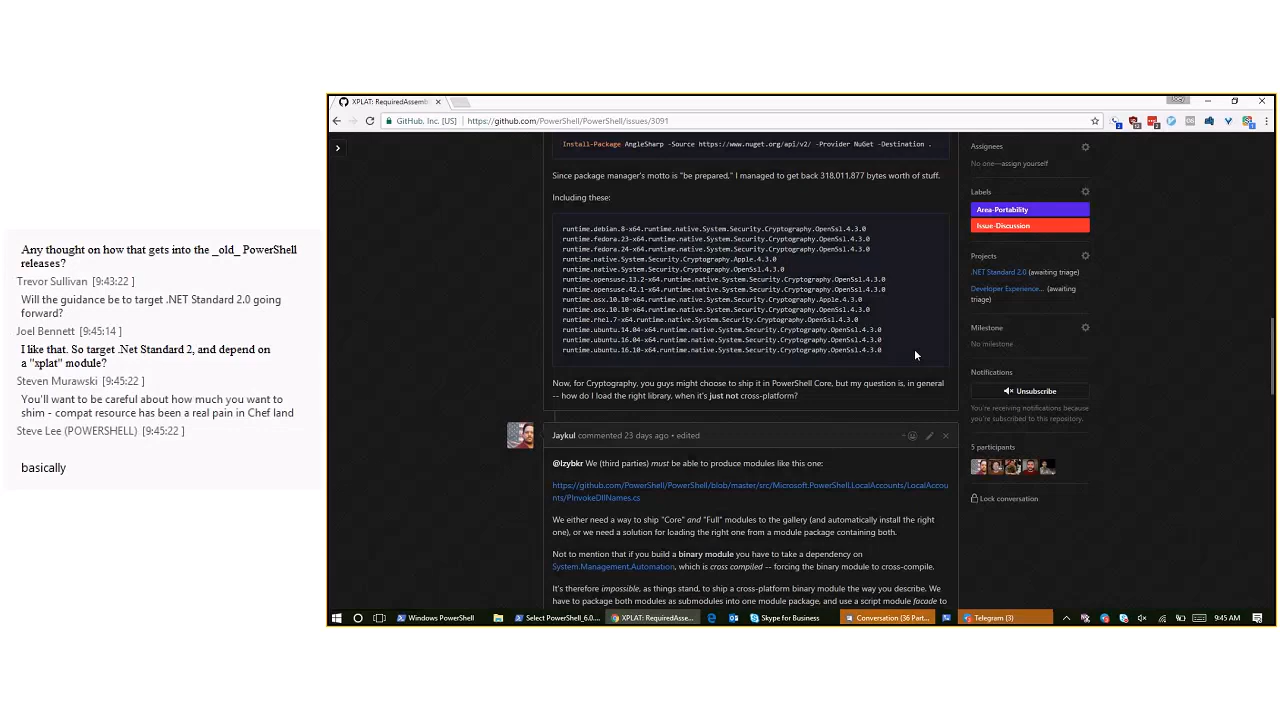 Any thought on how that gets into the _old_ PowerShell
releases?
Trevor Sullivan [9:43:22 ]
Will the guidance be to target .NET Standard 2.0 going
forward?
Joel Bennett [9:45:14 ]
I like that. So target .Net Standard 2, and depend on
a "xplat" module?
Steven Murawski [9:45:22 ]
You'll want to be careful about how much you want to
shim - compat resource has been a real pain in Chef land
Steve Lee (POWERSHELL) [9:45:22 ]
basically
XPLAT: RequiredAssemb
GitHub, Inc. [US]
https://github.com/PowerShell/PowerShell/issues/3091
Install-Package AngleSharp -Source https://www.nuget.org/api/v2/ -Provider NuGet -Destination .
Since package manager's motto is "be prepared," I managed to get back 318,011,877 bytes worth of stuff.
Including these:
runtime.debian.8-x64.runtime.native.System.Security.Cryptography.OpenSsl.4.3.0
runtime.fedora.23-x64.runtime.native.System.Security.Cryptography.OpenSsl.4.3.0
runtime.fedora.24-x64.runtime.native.System.Security.Cryptography.OpenSsl.4.3.0
runtime.native.System.Security.Cryptography.Apple.4.3.0
runtime.native.System.Security.Cryptography.OpenSsl.4.3.0
runtime.opensuse.13.2-x64.runtime.native.System.Security.Cryptography.OpenSsl.4.3.0
runtime.opensuse.42.1-x64.runtime.native.System.Security.Cryptography.OpenSsl.4.3.0
runtime.osx.10.10-x64.runtime.native.System.Security.Cryptography.Apple.4.3.0
runtime.osx.10.10-x64.runtime.native.System.Security.Cryptography.OpenSsl.4.3.0
runtime.rhel.7-x64.runtime.native.System.Security.Cryptography.OpenSsl.4.3.0
runtime.ubuntu.14.04-x64.runtime.native.System.Security.Cryptography.OpenSsl.4.3.0
runtime.ubuntu.16.04-x64.runtime.native.System.Security.Cryptography.OpenSsl.4.3.0
runtime.ubuntu.16.10-x64.runtime.native.System.Security.Cryptography.OpenSsl.4.3.0
Now, for Cryptography, you guys might choose to ship it in PowerShell Core, but my question is, in general
-- how do I load the right library, when it's just not cross-platform?
Jaykul commented 23 days ago • edited
@lzybkr We (third parties) must be able to produce modules like this one:
https://github.com/PowerShell/PowerShell/blob/master/src/Microsoft.PowerShell.LocalAccounts/LocalAccou
nts/PInvokeDllNames.cs
We either need a way to ship "Core" and "Full" modules to the gallery (and automatically install the right
one), or we need a solution for loading the right one from a module package containing both.
Not to mention that if you build a binary module you have to take a dependency on
System.Management.Automation, which is cross compiled -- forcing the binary module to cross-compile.
It's therefore impossible, as things stand, to ship a cross-platform binary module the way you describe. We
have to package both modules as submodules into one module package, and use a script module facade to
Assignees
No one—assign yourself
Labels
Area-Portability
Issue-Discussion
Projects
.NET Standard 2.0 (awaiting
triage)
Developer Experience... (awaiting
triage)
Milestone
No milestone
Notifications
Unsubscribe
You're receiving notifications because
you're subscribed to this repository.
5 participants
Lock conversation
Windows PowerShell
Select PowerShell_6.0....
XPLAT: RequiredAsse...
Skype for Business
Conversation (36 Part...
Telegram (3)
9:45 AM